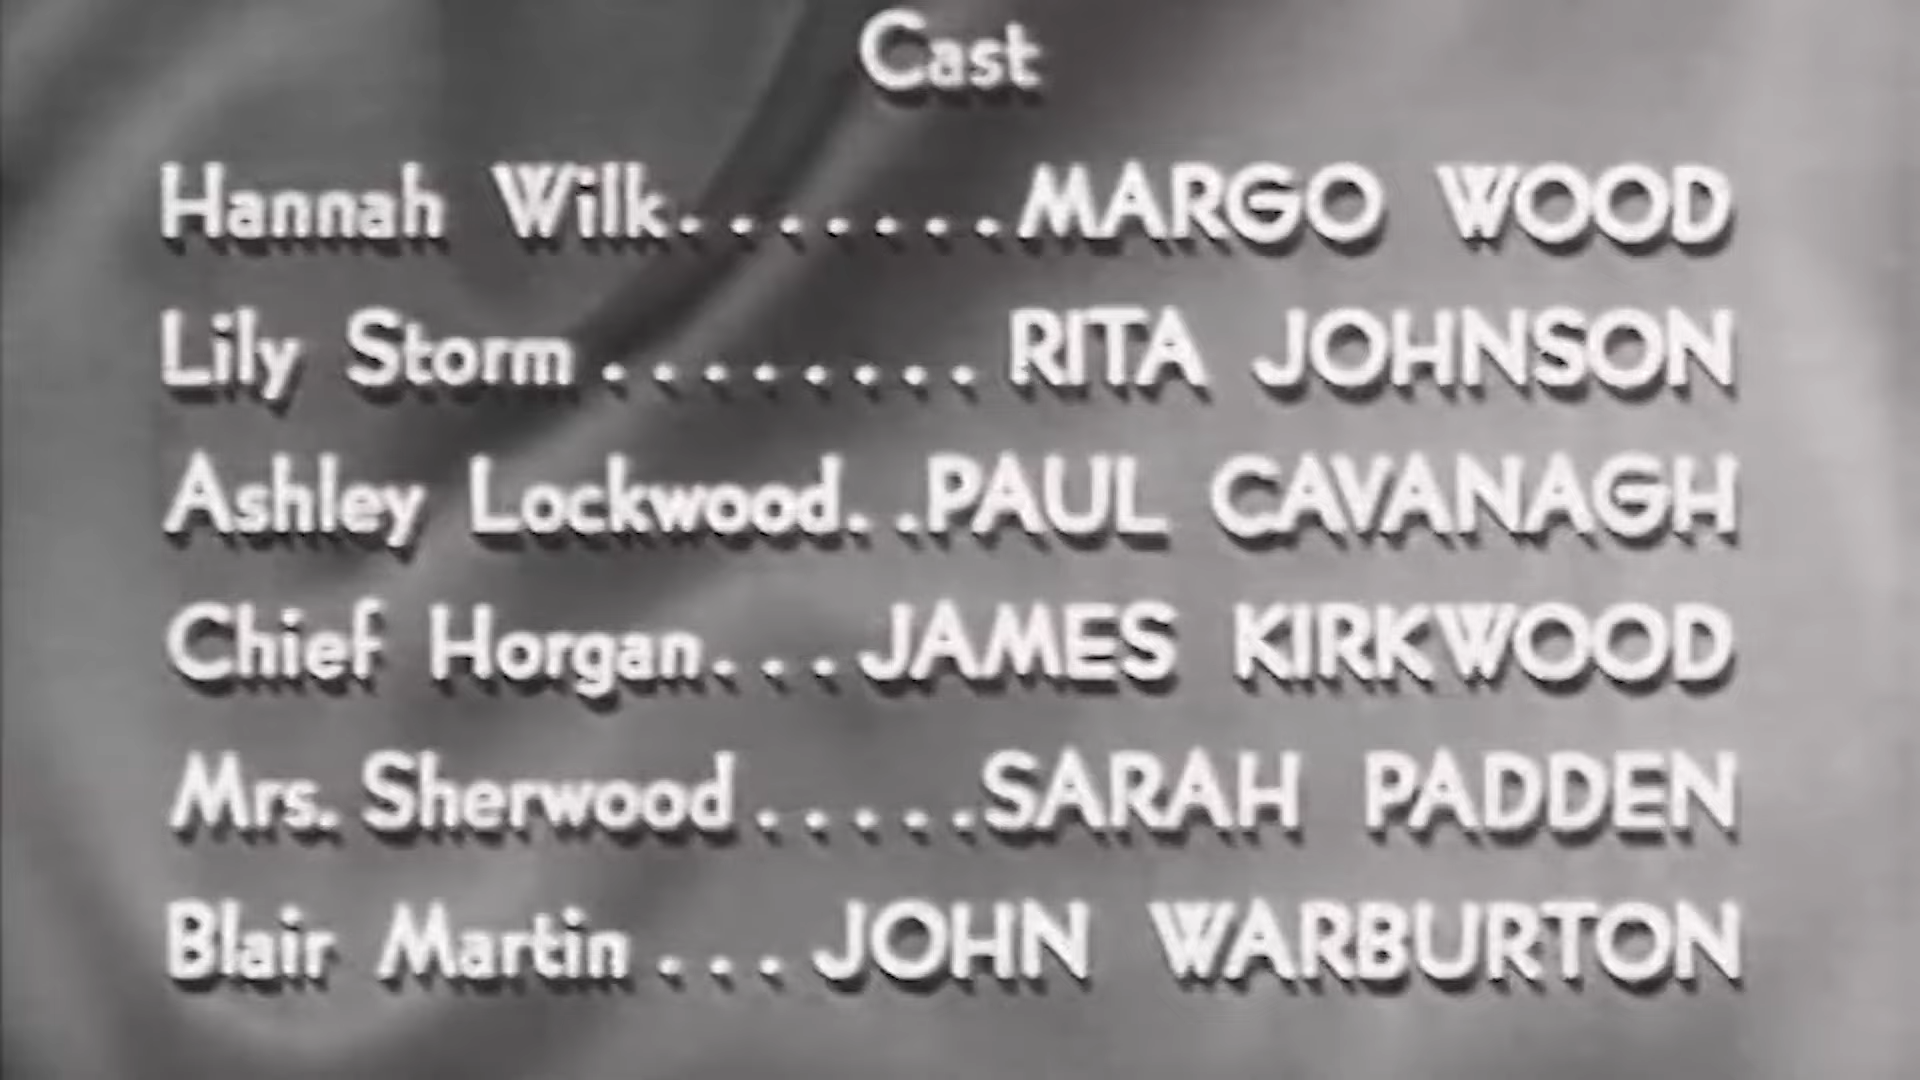 Cast
Hannah Wilk.......MARGO WOOD
Lily Storm ........ RITA JOHNSON
Ashley Lockwood. .PAUL CAVANAGH
Chief Horgan...JAMES KIRKWOOD
Mrs. Sherwood .....SARAH PADDEN
Blair Martin ... JOHN WARBURTON